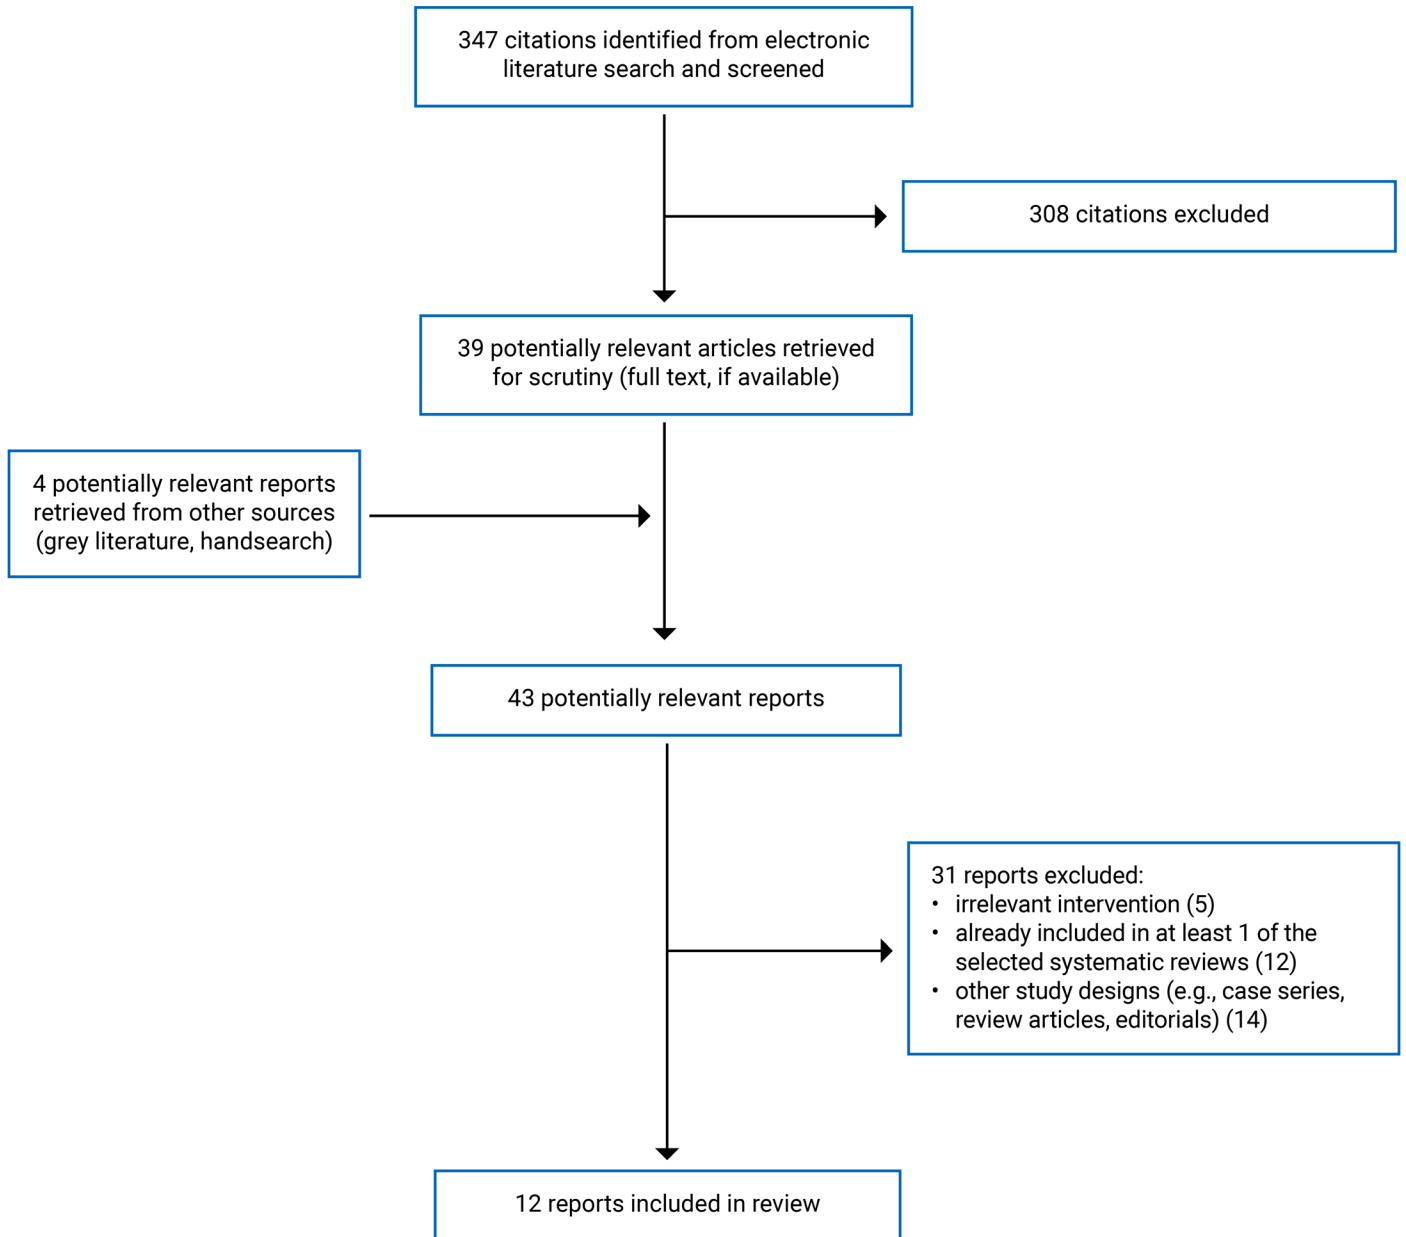 347 citations identified from electronic
literature search and screened
308 citations excluded
39 potentially relevant articles retrieved
for scrutiny (full text, if available)
4 potentially relevant reports
retrieved from other sources
(grey literature, handsearch)
43 potentially relevant reports
31 reports excluded:
• irrelevant intervention (5)
• already included in at least 1 of the
selected systematic reviews (12)
• other study designs (e.g., case series,
review articles, editorials) (14)
12 reports included in review